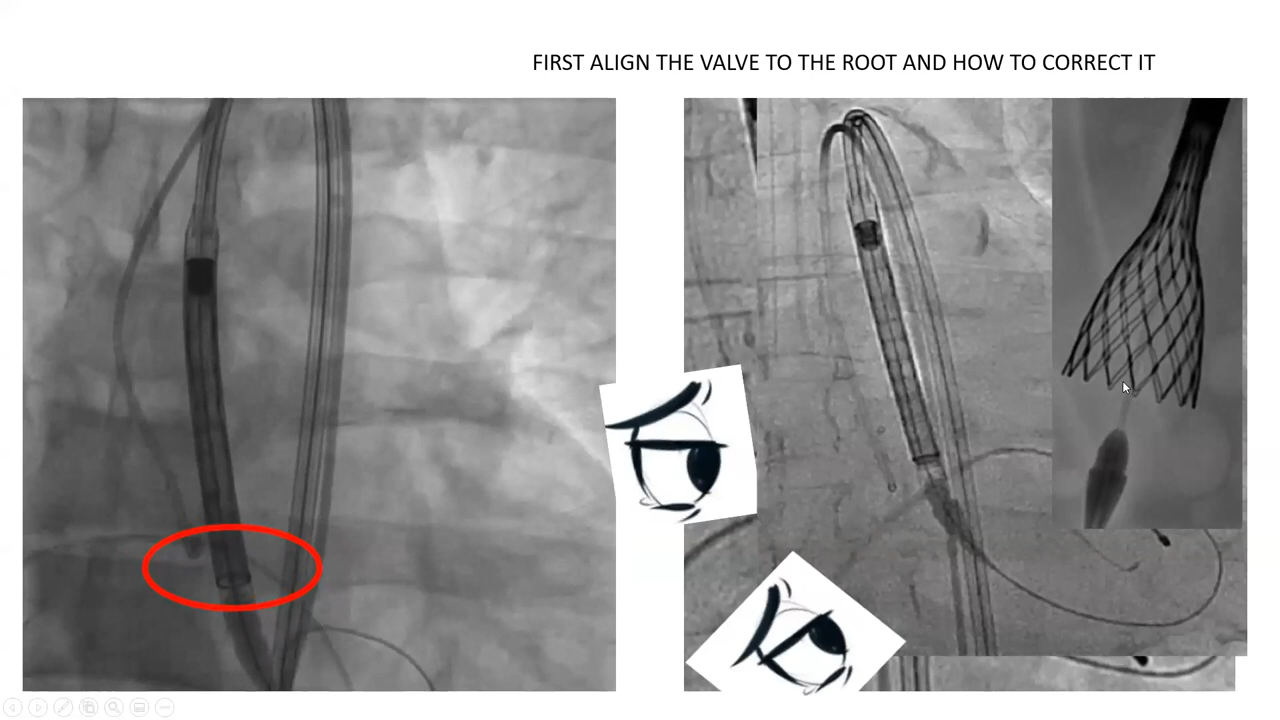 FIRST ALIGN THE VALVE TO THE ROOT AND HOW TO CORRECT IT